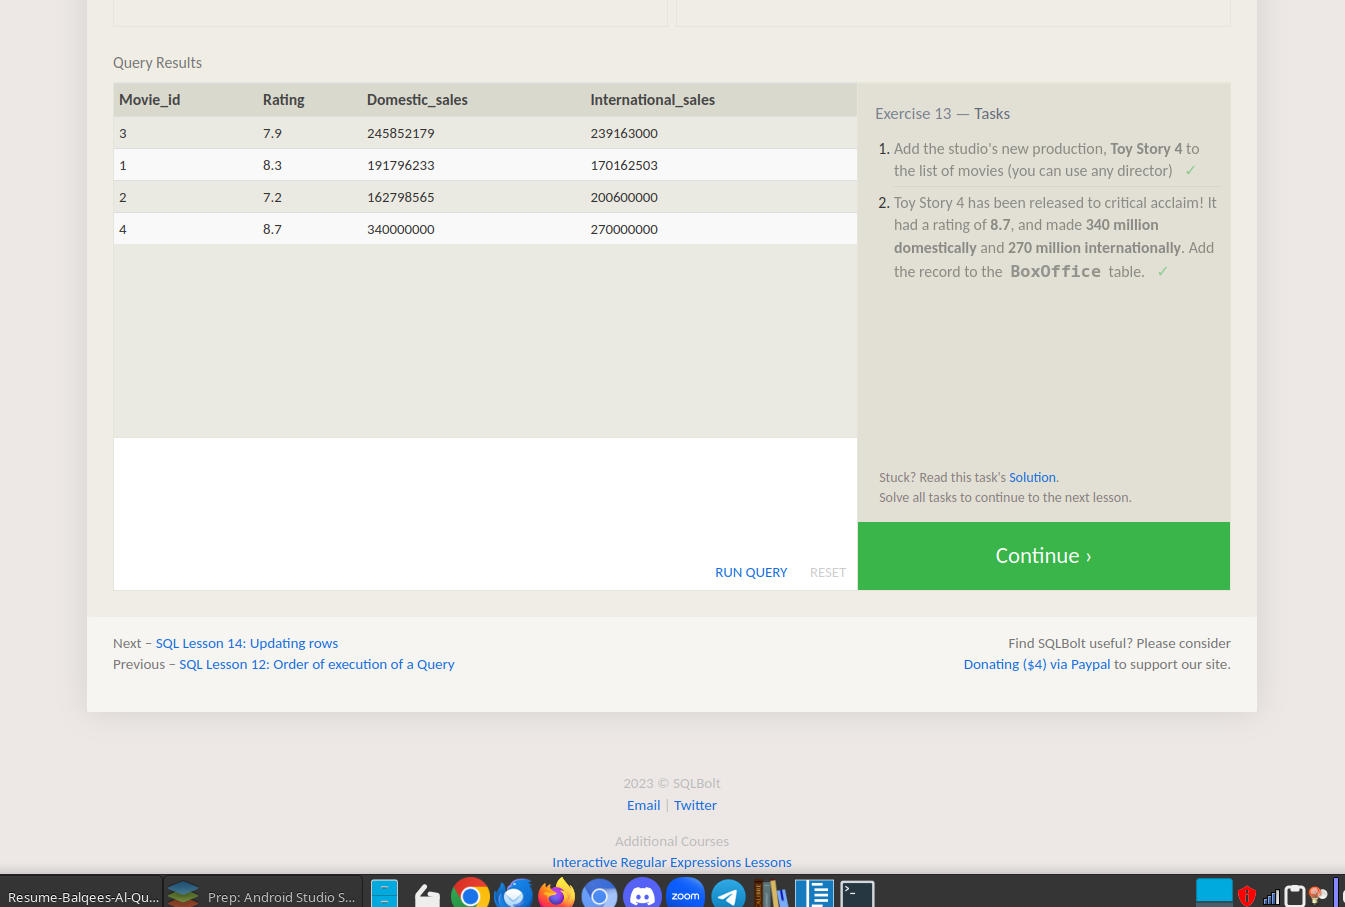 Query Results
Movie_id Rating Domestic_sales International_sales
3 7.9 245852179 239163000
1 8.3 191796233 170162503
2 7.2 162798565 200600000
4 8.7 340000000 270000000
RUN QUERY RESET
Exercise 13 — Tasks
1. Add the studio's new production, Toy Story 4 to
the list of movies (you can use any director) ✓
2. Toy Story 4 has been released to critical acclaim! It
had a rating of 8.7, and made 340 million
domestically and 270 million internationally. Add
the record to the BoxOffice table. ✓
Stuck? Read this task's Solution.
Solve all tasks to continue to the next lesson.
Continue ›
Next – SQL Lesson 14: Updating rows
Previous – SQL Lesson 12: Order of execution of a Query
Find SQLBolt useful? Please consider
Donating ($4) via Paypal to support our site.
2023 © SQLBolt
Email | Twitter
Additional Courses
Interactive Regular Expressions Lessons
Resume-Balqees-Al-Qu... Prep: Android Studio S... zoom